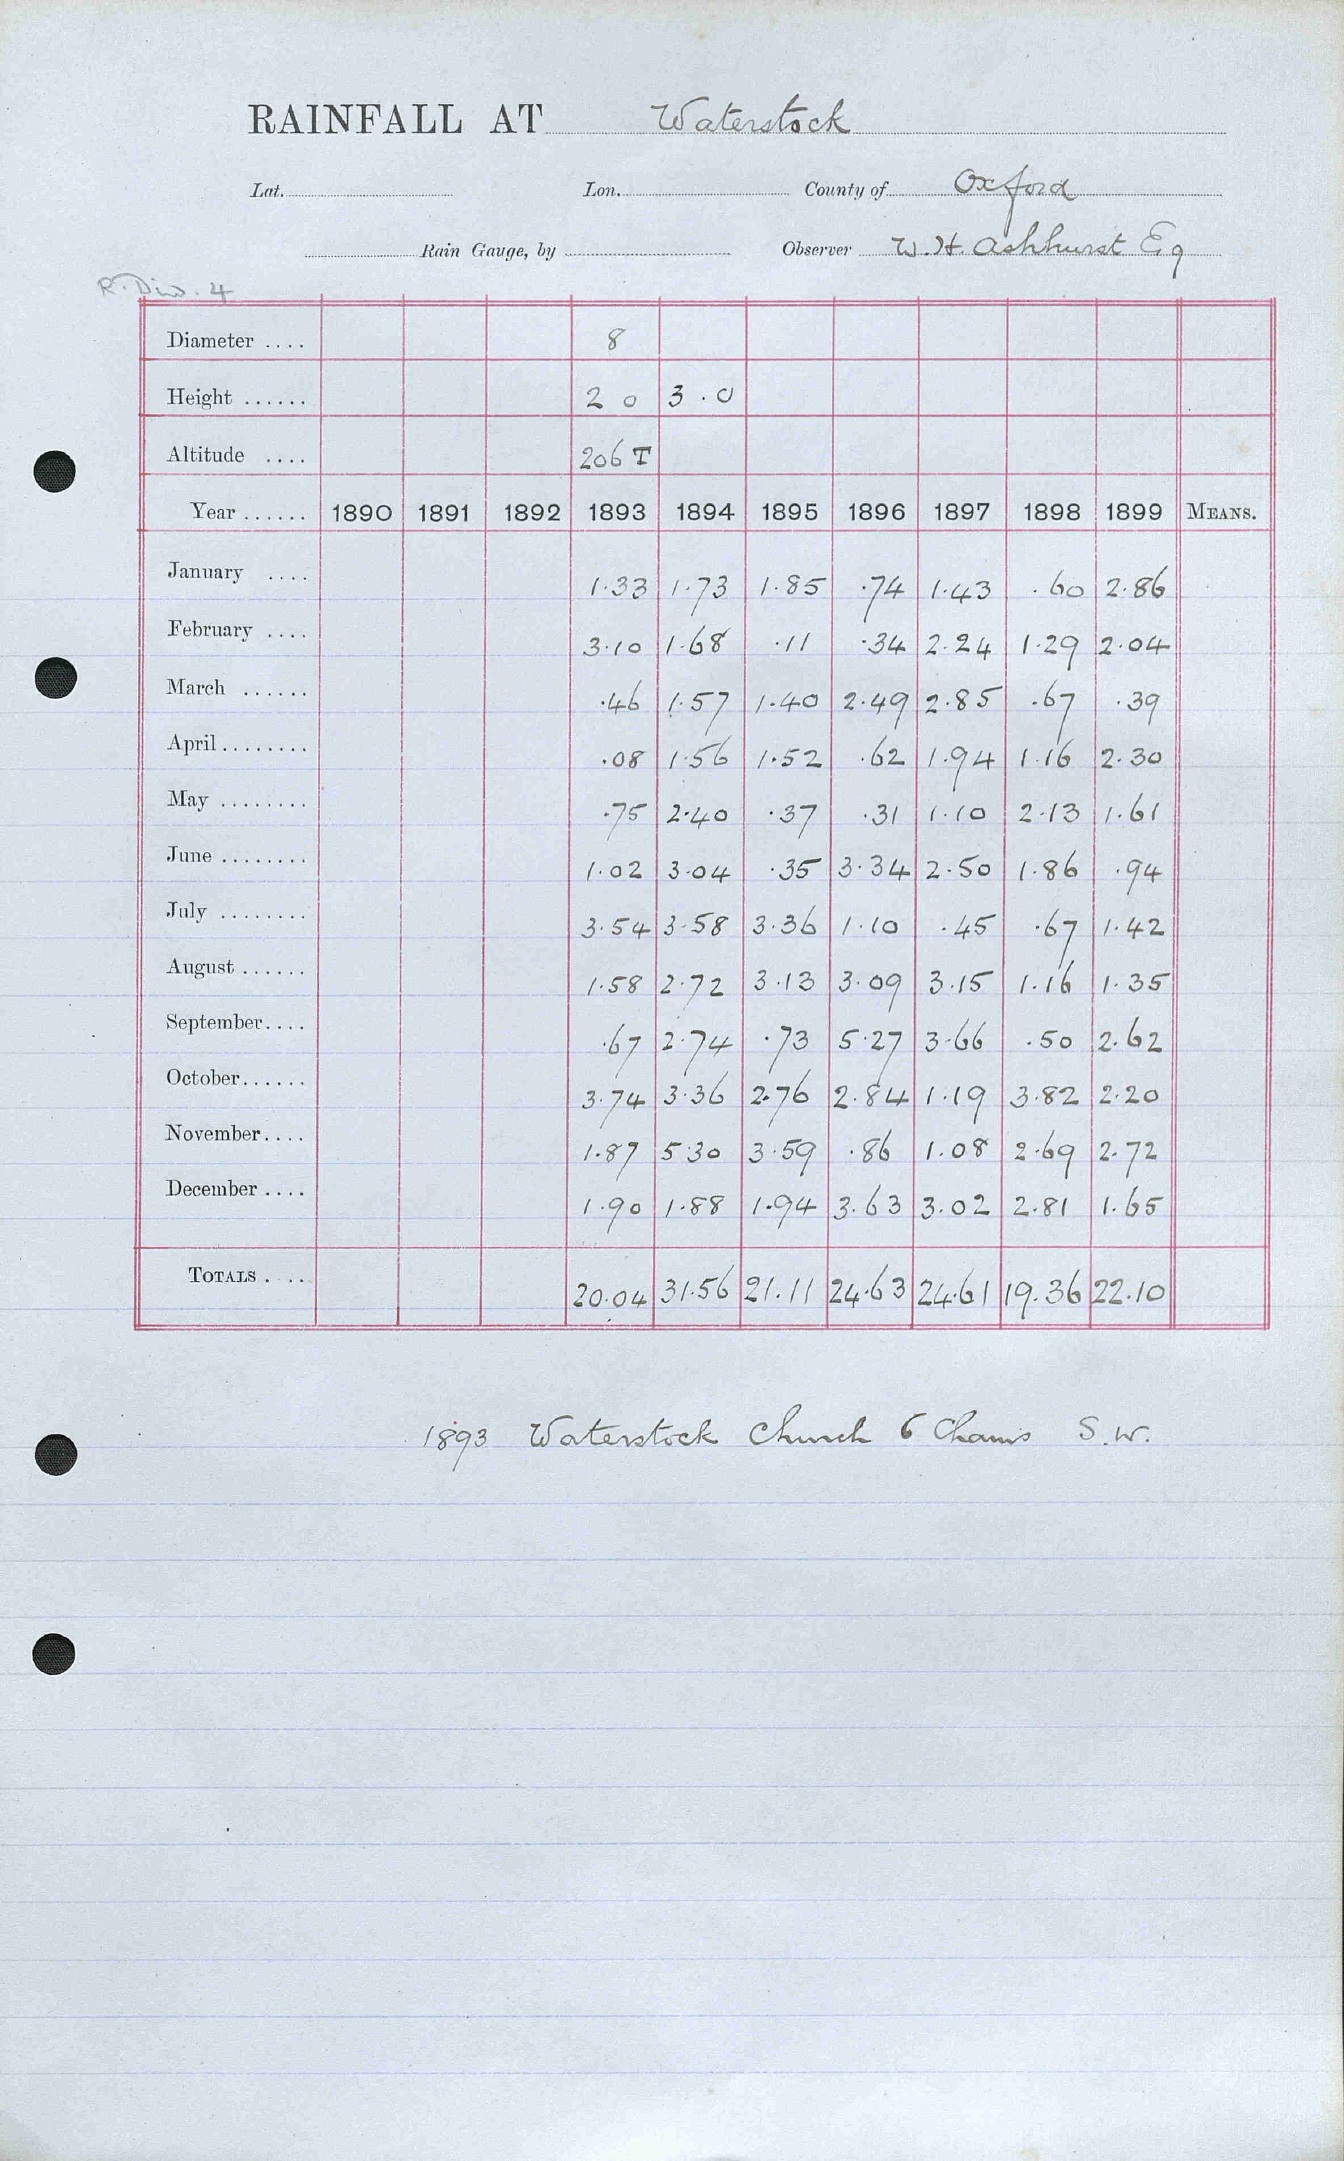 RAINFALL AT Waterstock
Lat. Lon. County of Oxford
Rain Gauge, by Observer W. H. Ashhurst Eq
R. Div. 4
Diameter .... 8
Height ...... 2 0 3.0
Altitude .... 206 T
Year ...... 1890 1891 1892 1893 1894 1895 1896 1897 1898 1899 MEANS.
January .... 1.33 1.73 1.85 .74 1.43 .60 2.86
February .... 3.10 1.68 .11 .34 2.24 1.29 2.04
March ...... .46 1.57 1.40 2.49 2.85 .67 .39
April ........ .08 1.56 1.52 .62 1.94 1.16 2.30
May ........ .75 2.40 .37 .31 1.10 2.13 1.61
June ........ 1.02 3.04 .35 3.34 2.50 1.86 .94
July ........ 3.54 3.58 3.36 1.10 .45 .67 1.42
August ...... 1.58 2.72 3.13 3.09 3.15 1.16 1.35
September.... .67 2.74 .73 5.27 3.66 .50 2.62
October...... 3.74 3.36 2.76 2.84 1.19 3.82 2.20
November.... 1.87 5.30 3.59 .86 1.08 2.69 2.72
December .... 1.90 1.88 1.94 3.63 3.02 2.81 1.65
TOTALS .... 20.04 31.56 21.11 24.63 24.61 19.36 22.10
1893 Waterstock Church 6 Chains S.W.